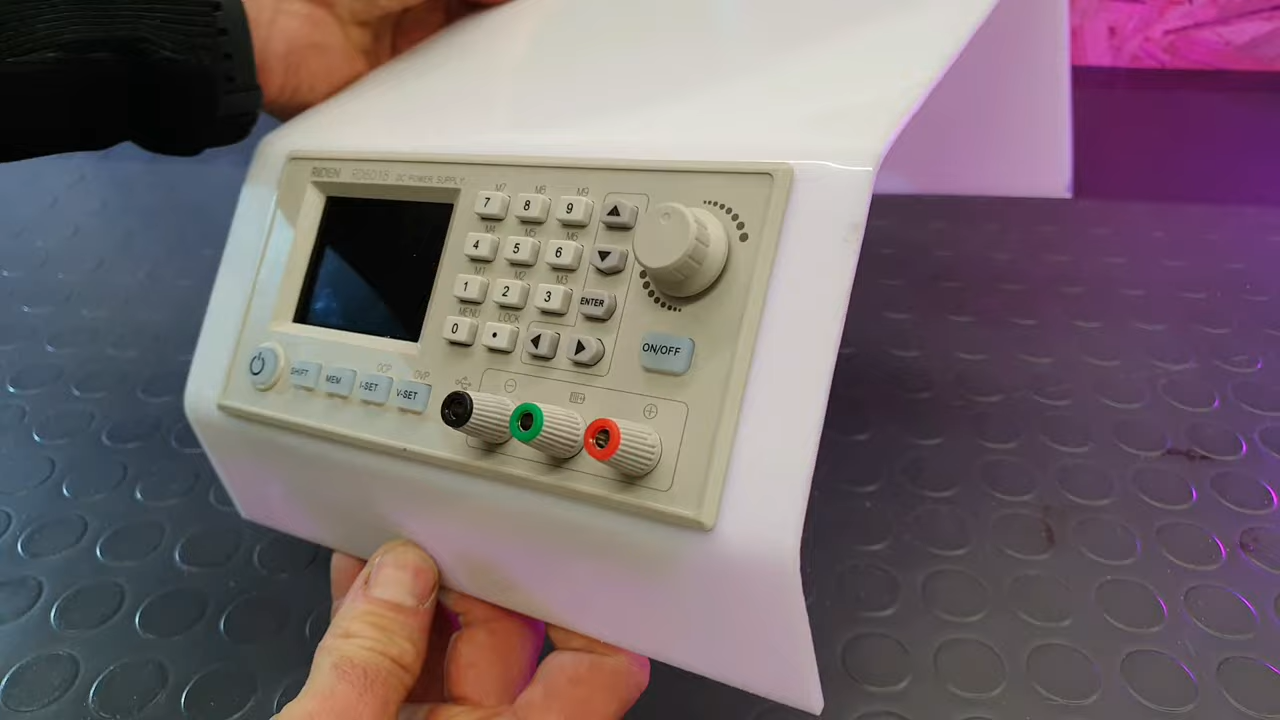 RIDEN RD6018 DC POWER SUPPLY
M7 M8 M9
7 8 9
M4 M5 M6
4 5 6
M1 M2 M3
1 2 3 ENTER
MENU LOCK
0 .
ON/OFF
OCP OVP
SHIFT MEM I-SET V-SET